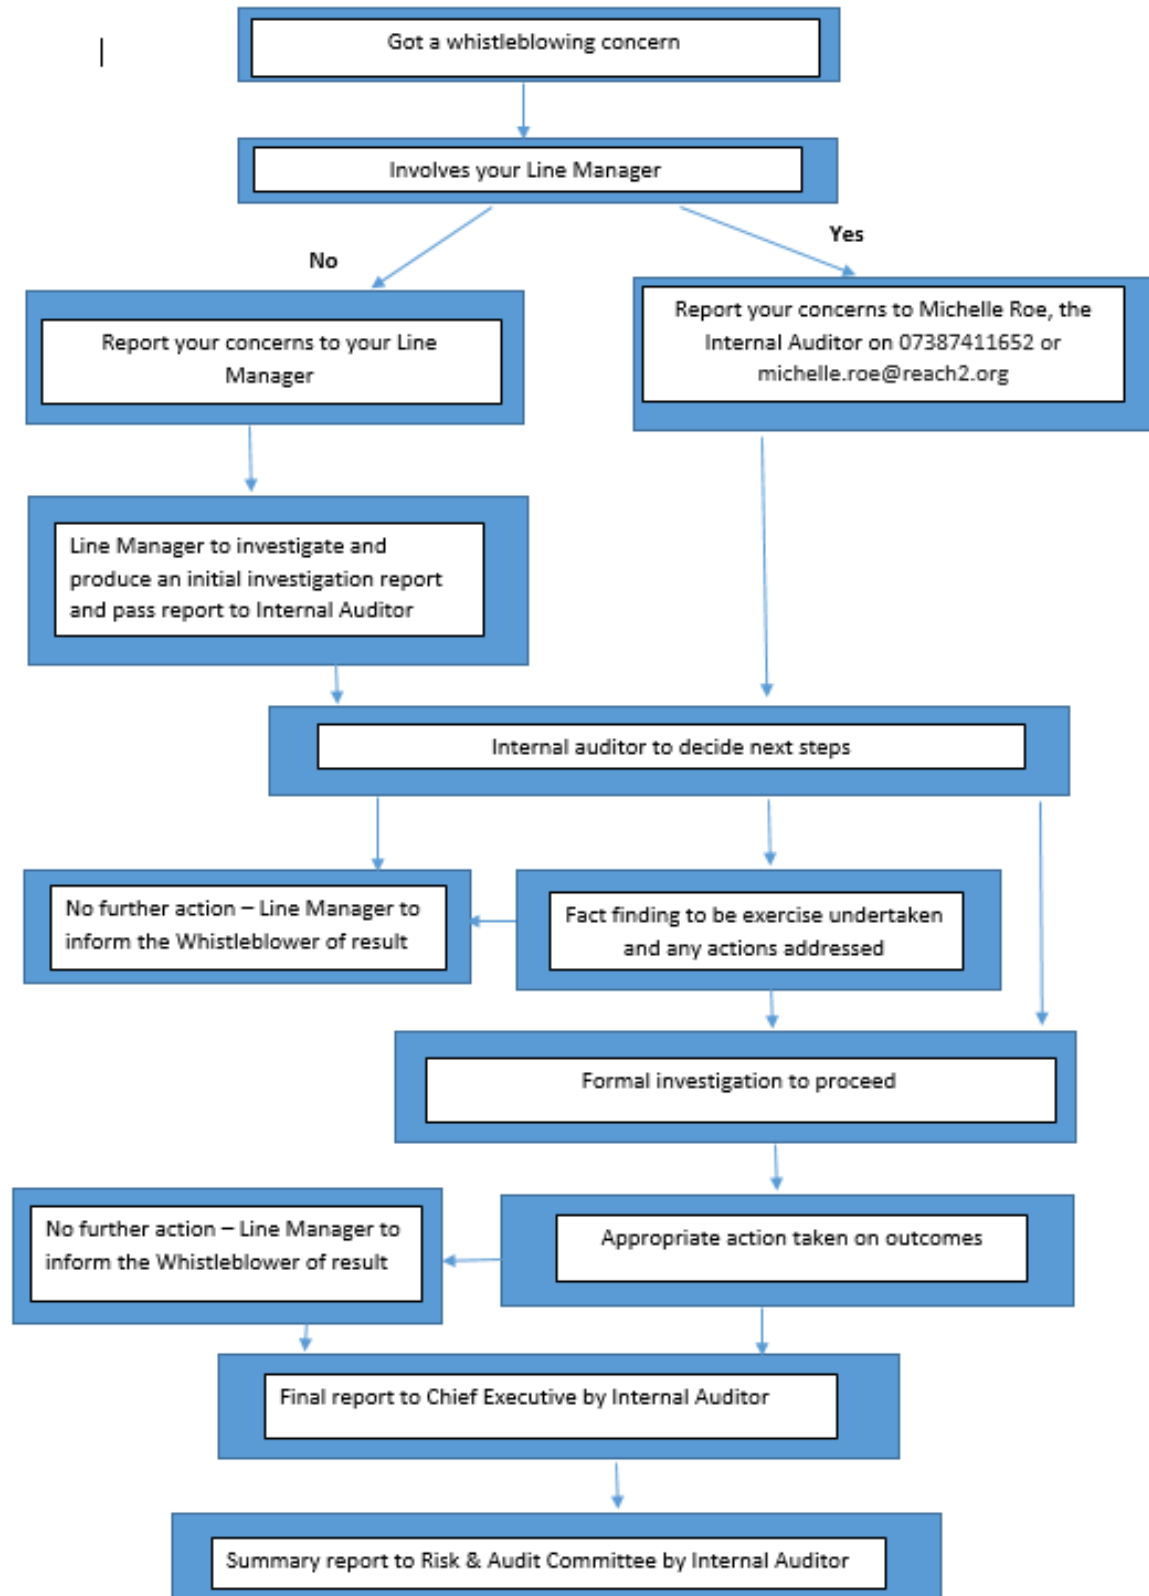 Got a whistleblowing concern
Involves your Line Manager
No
Yes
Report your concerns to your Line
Manager
Report your concerns to Michelle Roe, the
Internal Auditor on 07387411652 or
michelle.roe@reach2.org
Line Manager to investigate and
produce an initial investigation report
and pass report to Internal Auditor
Internal auditor to decide next steps
No further action – Line Manager to
inform the Whistleblower of result
Fact finding to be exercise undertaken
and any actions addressed
Formal investigation to proceed
No further action – Line Manager to
inform the Whistleblower of result
Appropriate action taken on outcomes
Final report to Chief Executive by Internal Auditor
Summary report to Risk & Audit Committee by Internal Auditor